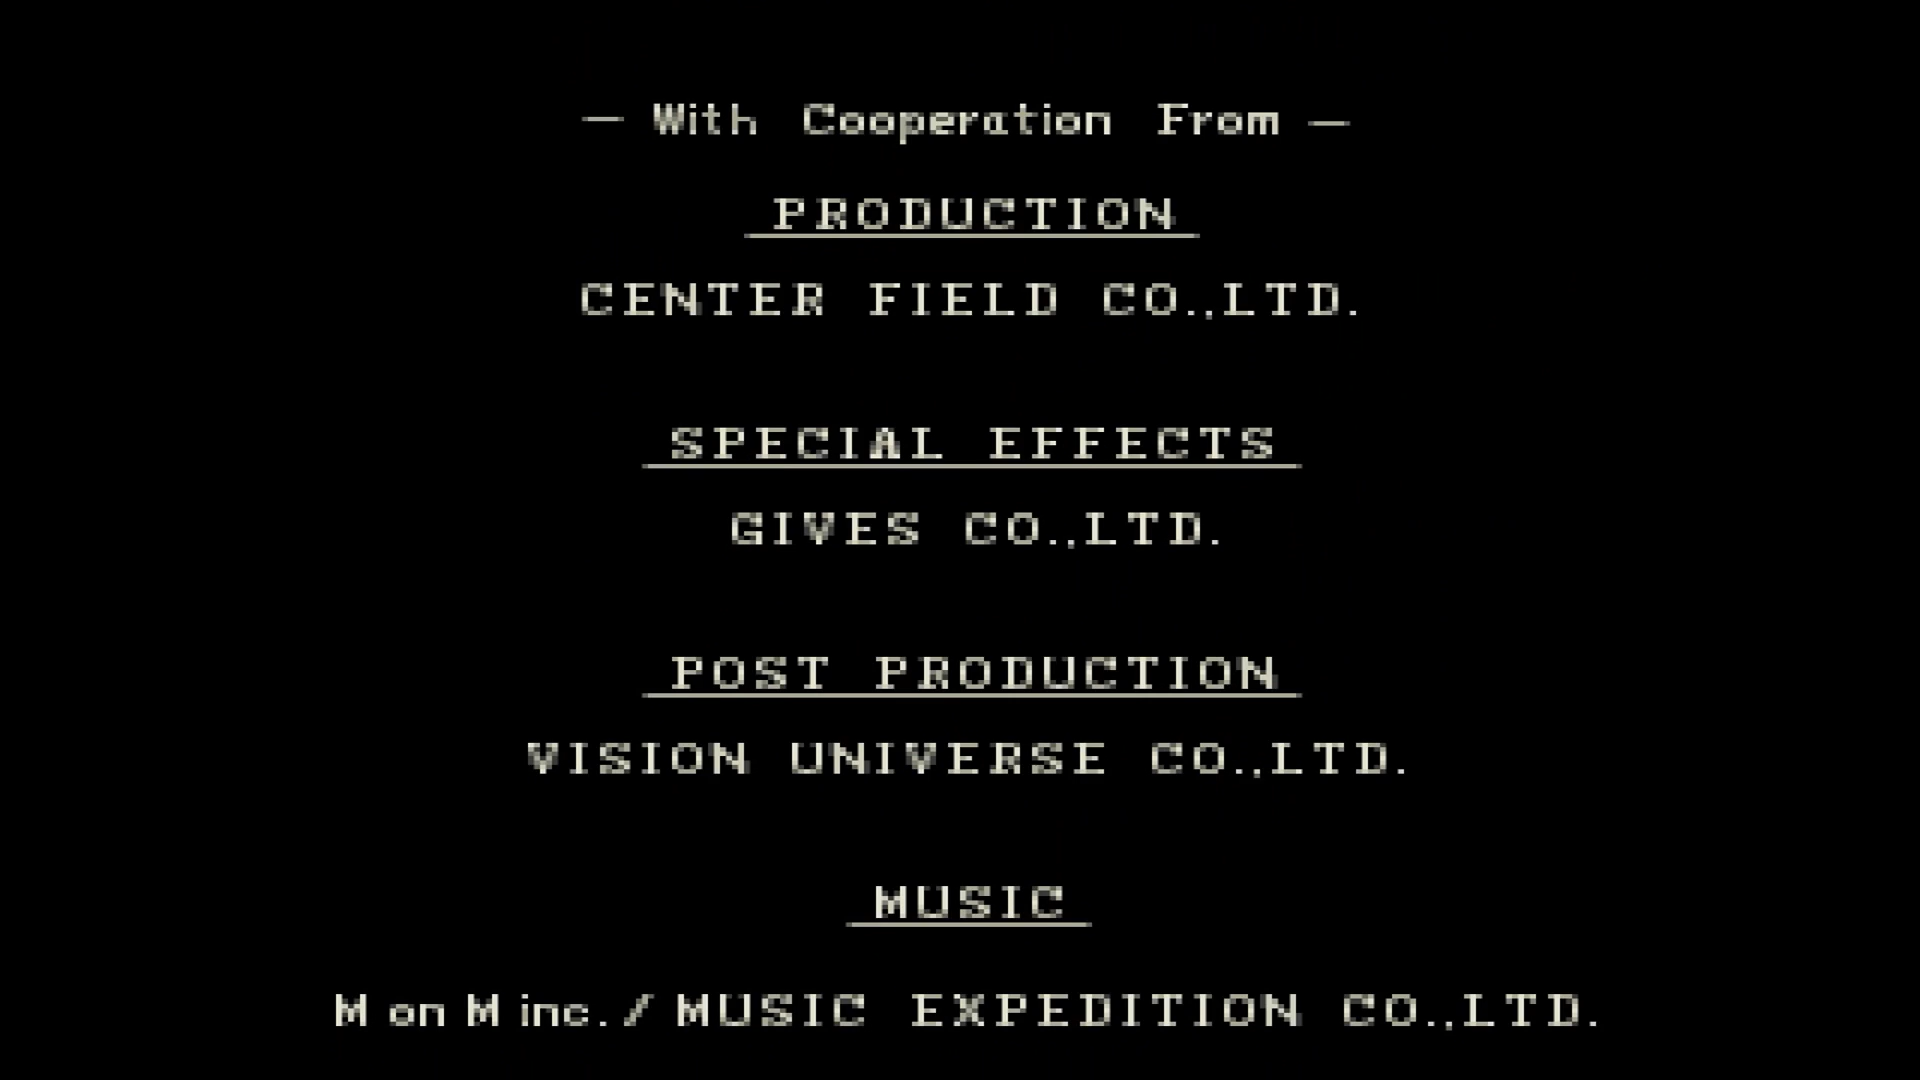 — With Cooperation From —
PRODUCTION
CENTER FIELD CO.,LTD.
SPECIAL EFFECTS
GIVES CO.,LTD.
POST PRODUCTION
VISION UNIVERSE CO.,LTD.
MUSIC
M on M inc. / MUSIC EXPEDITION CO.,LTD.